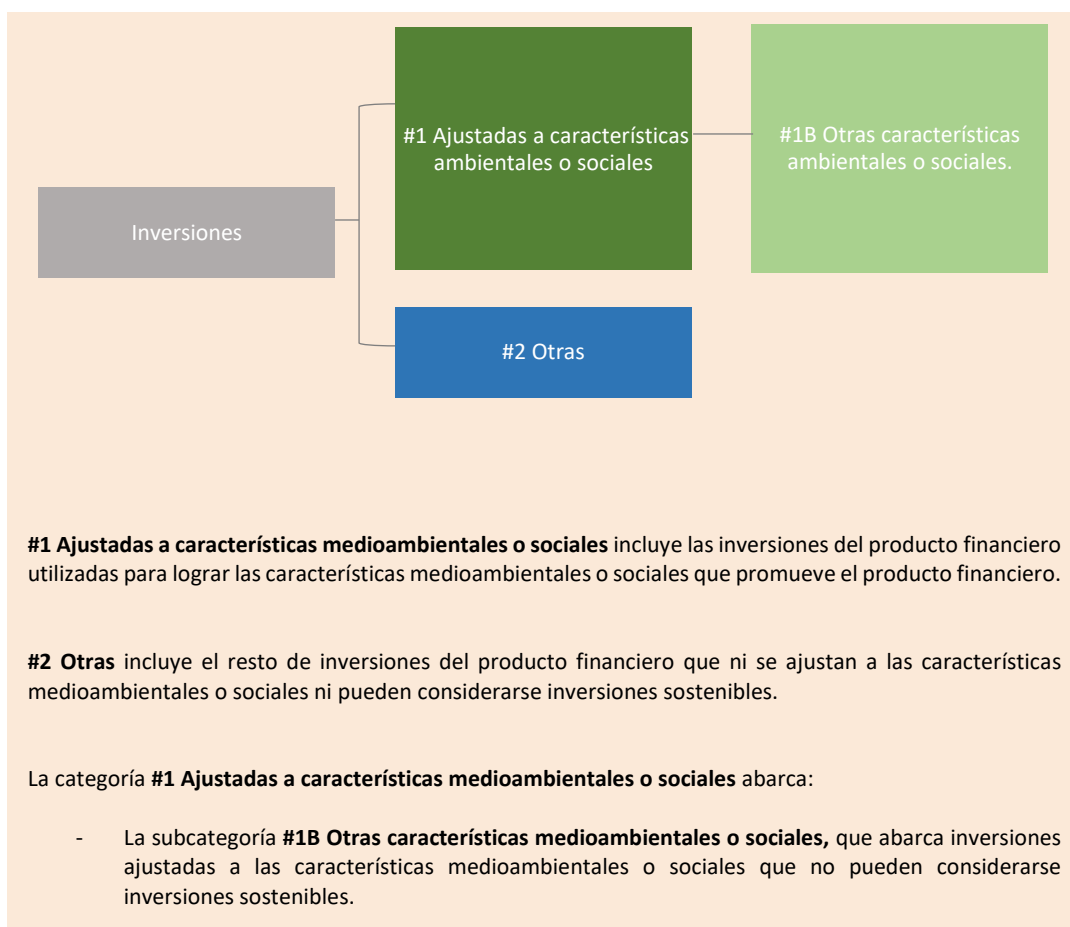 #1 Ajustadas a características
ambientales o sociales
#1B Otras características
ambientales o sociales.
Inversiones
#2 Otras
#1 Ajustadas a características medioambientales o sociales incluye las inversiones del producto financiero
utilizadas para lograr las características medioambientales o sociales que promueve el producto financiero.
#2 Otras incluye el resto de inversiones del producto financiero que ni se ajustan a las características
medioambientales o sociales ni pueden considerarse inversiones sostenibles.
La categoría #1 Ajustadas a características medioambientales o sociales abarca:
- La subcategoría #1B Otras características medioambientales o sociales, que abarca inversiones
ajustadas a las características medioambientales o sociales que no pueden considerarse
inversiones sostenibles.